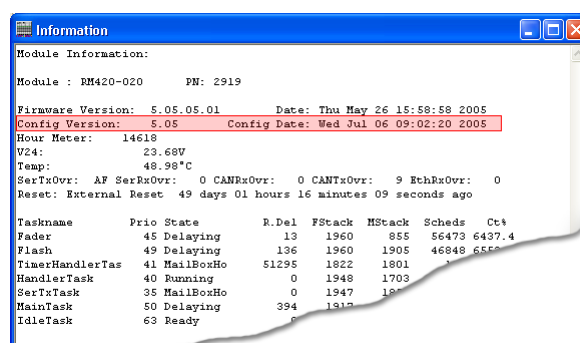 Information
Module Information:
Module : RM420-020 PN: 2919
Firmware Version: 5.05.05.01 Date: Thu May 26 15:58:58 2005
Config Version: 5.05 Config Date: Wed Jul 06 09:02:20 2005
Hour Meter: 14618
V24: 23.68V
Temp: 48.98°C
SerTxOvr: AF SerRxOvr: 0 CANRxOvr: 0 CANTxOvr: 9 EthRxOvr: 0
Reset: External Reset 49 days 01 hours 16 minutes 09 seconds ago
Taskname Prio State R.Del FStack MStack Scheds Ct%
Fader 45 Delaying 13 1960 855 56473 6437.4
Flash 49 Delaying 136 1960 1905 46848
TimerHandlerTas 41 MailBoxHo 51295 1822 1801
HandlerTask 40 Running 0 1948 1703
SerTxTask 35 MailBoxHo 0 1947
MainTask 50 Delaying 394
IdleTask 63 Ready